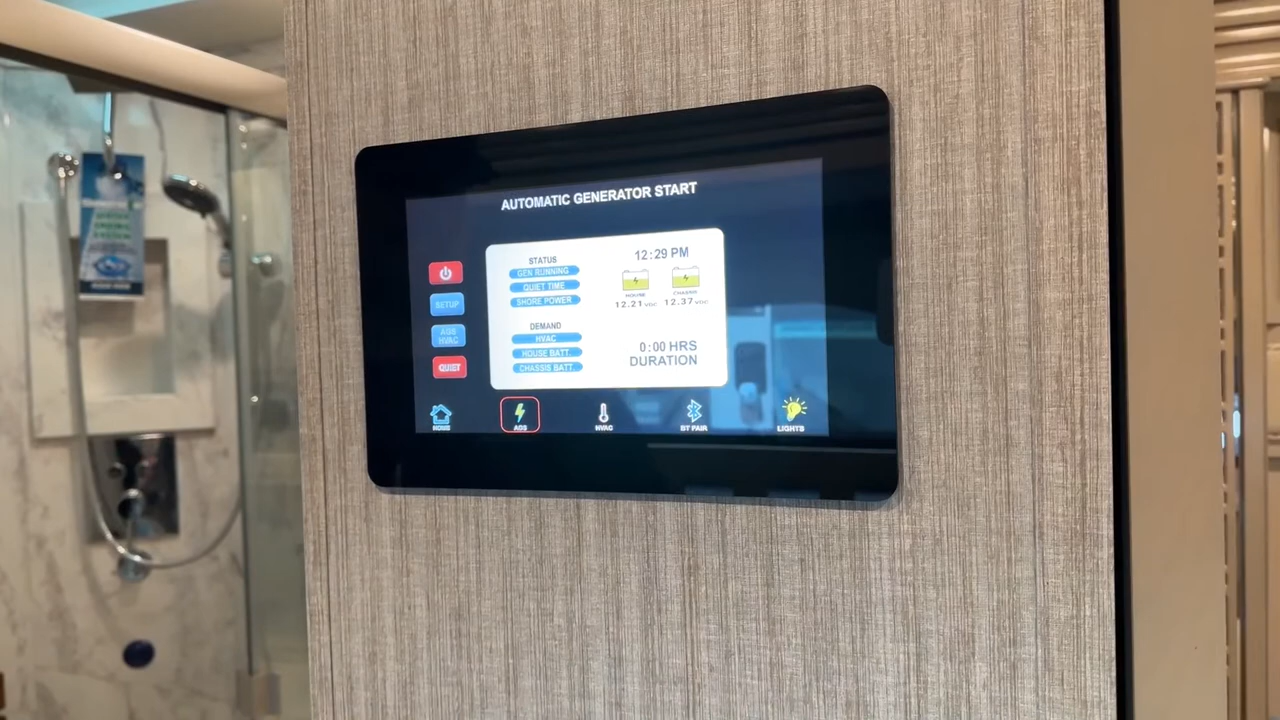 AUTOMATIC GENERATOR START
STATUS
GEN RUNNING
QUIET TIME
SHORE POWER
12:29 PM
HOUSE
CHASSIS
12.21 VDC
12.37 VDC
DEMAND
HVAC
HOUSE BATT.
CHASSIS BATT.
0:00 HRS
DURATION
SETUP
AGS
HVAC
QUIET
HOME
AGS
HVAC
BT PAIR
LIGHTS